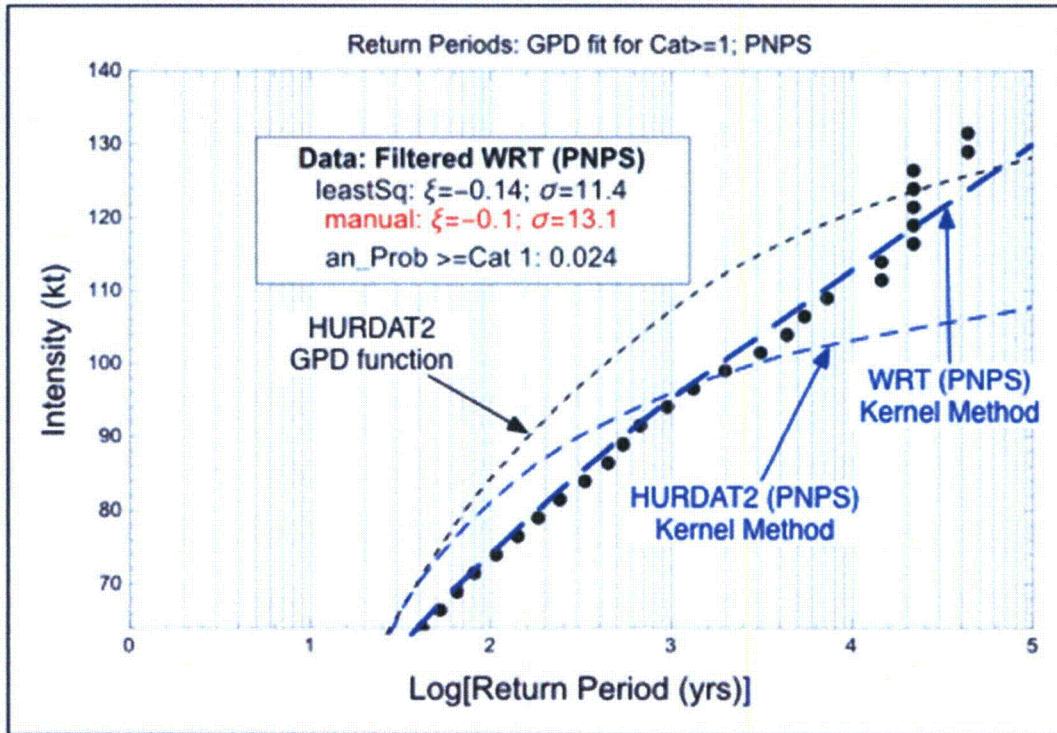 Return Periods: GPD fit for Cat>=1; PNPS
140
130
120
110
100
90
80
70
Intensity (kt)
Data: Filtered WRT (PNPS)
leastSq: ξ=-0.14; σ=11.4
manual: ξ=-0.1; σ=13.1
an_Prob >=Cat 1: 0.024
HURDAT2
GPD function
WRT (PNPS)
Kernel Method
HURDAT2 (PNPS)
Kernel Method
0
1
2
3
4
5
Log[Return Period (yrs)]